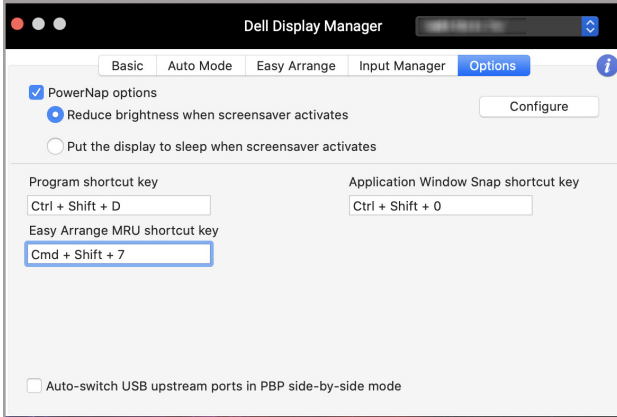 Dell Display Manager
Basic Auto Mode Easy Arrange Input Manager Options
i
PowerNap options
Configure
Reduce brightness when screensaver activates
Put the display to sleep when screensaver activates
Program shortcut key
Application Window Snap shortcut key
Ctrl + Shift + D
Ctrl + Shift + 0
Easy Arrange MRU shortcut key
Cmd + Shift + 7
Auto-switch USB upstream ports in PBP side-by-side mode